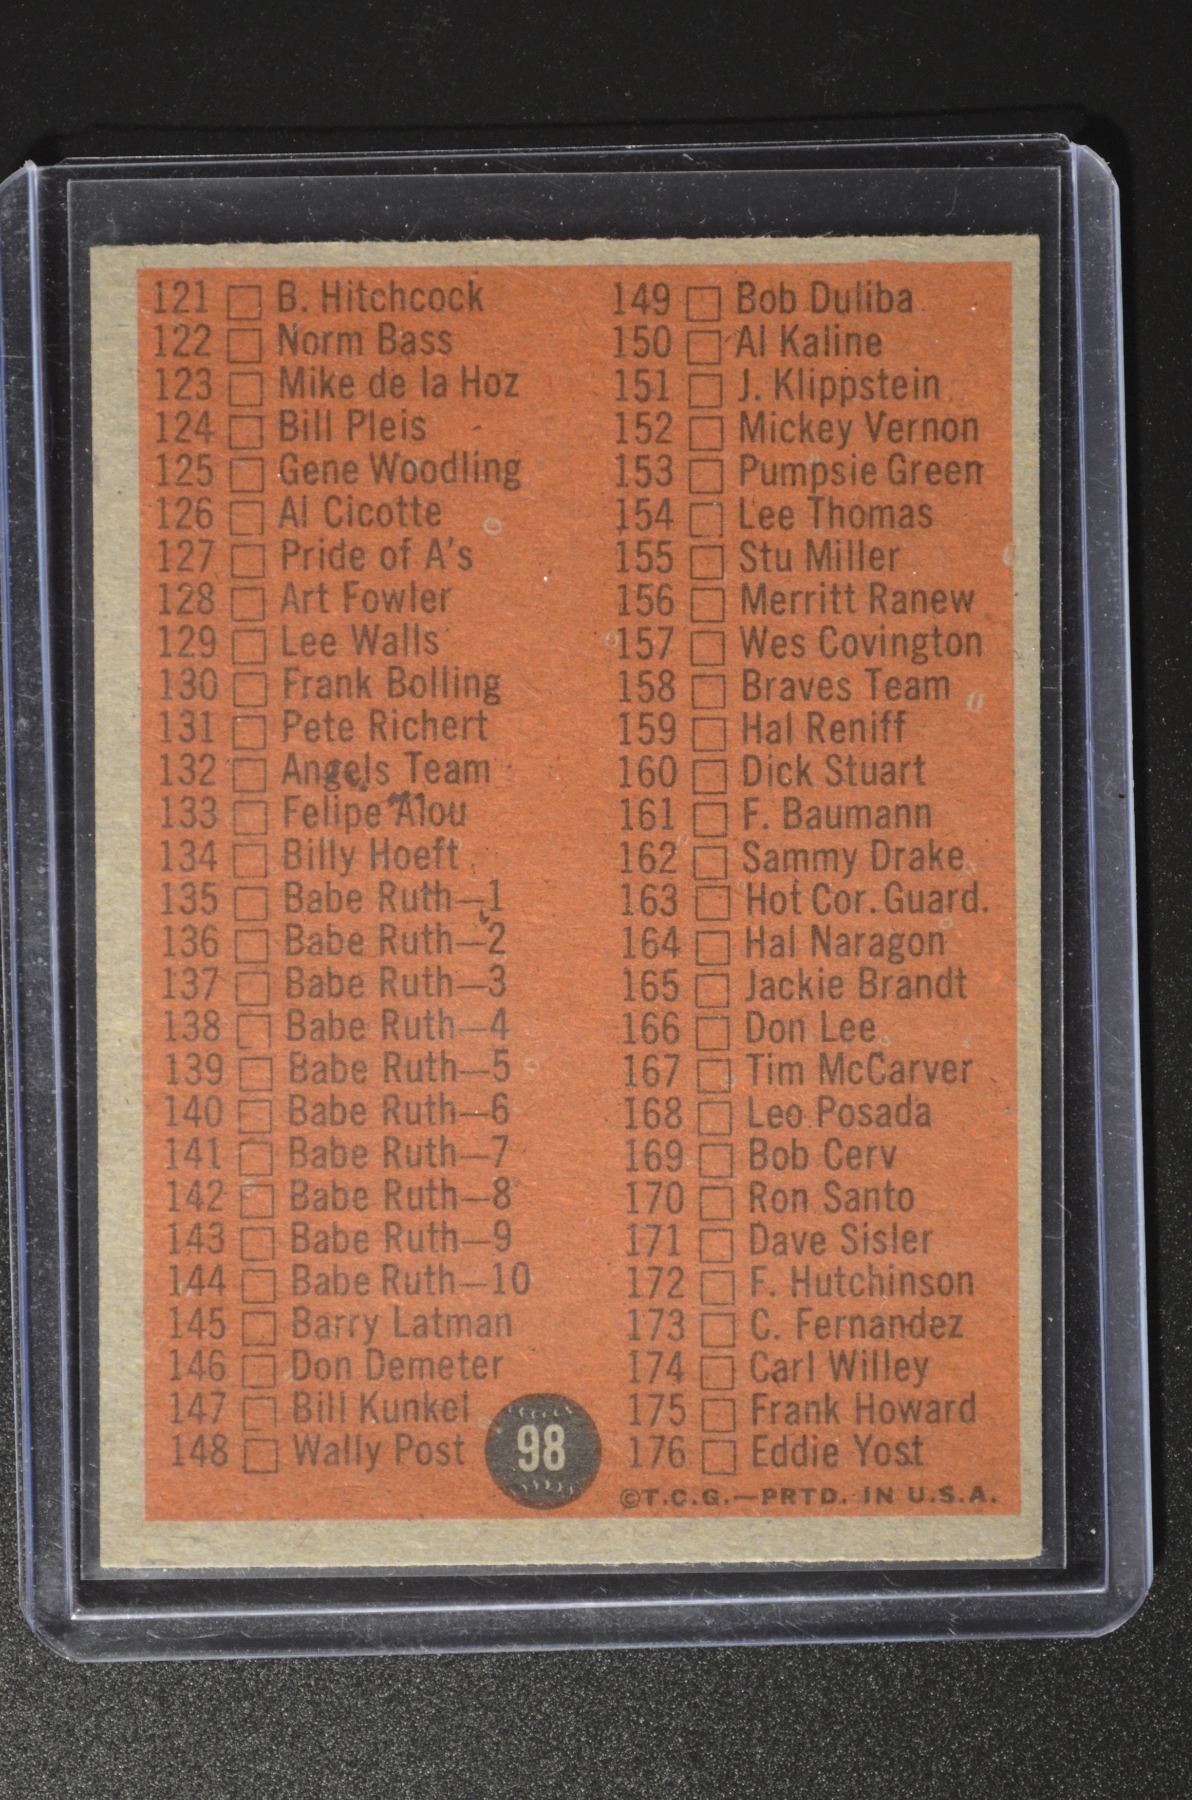 121 B. Hitchcock
122 Norm Bass
123 Mike de la Hoz
124 Bill Pleis
125 Gene Woodling
126 Al Cicotte
127 Pride of A's
128 Art Fowler
129 Lee Walls
130 Frank Bolling
131 Pete Richert
132 Angels Team
133 Felipe Alou
134 Billy Hoeft
135 Babe Ruth—1
136 Babe Ruth—2
137 Babe Ruth—3
138 Babe Ruth—4
139 Babe Ruth—5
140 Babe Ruth—6
141 Babe Ruth—7
142 Babe Ruth—8
143 Babe Ruth—9
144 Babe Ruth—10
145 Barry Latman
146 Don Demeter
147 Bill Kunkel
148 Wally Post
98
149 Bob Duliba
150 Al Kaline
151 J. Klippstein
152 Mickey Vernon
153 Pumpsie Green
154 Lee Thomas
155 Stu Miller
156 Merritt Ranew
157 Wes Covington
158 Braves Team
159 Hal Reniff
160 Dick Stuart
161 F. Baumann
162 Sammy Drake
163 Hot Cor. Guard.
164 Hal Naragon
165 Jackie Brandt
166 Don Lee
167 Tim McCarver
168 Leo Posada
169 Bob Cerv
170 Ron Santo
171 Dave Sisler
172 F. Hutchinson
173 C. Fernandez
174 Carl Willey
175 Frank Howard
176 Eddie Yost
©T.C.G.—PRTD. IN U.S.A.